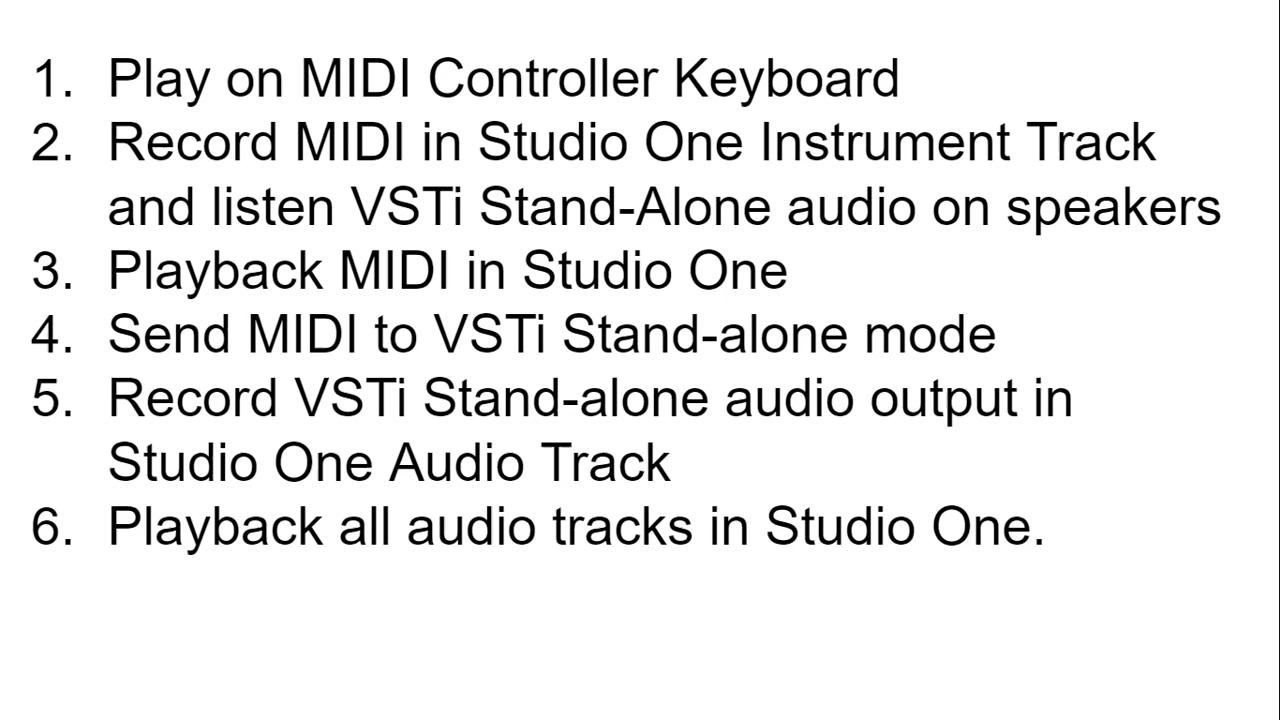 1. Play on MIDI Controller Keyboard
2. Record MIDI in Studio One Instrument Track
and listen VSTi Stand-Alone audio on speakers
3. Playback MIDI in Studio One
4. Send MIDI to VSTi Stand-alone mode
5. Record VSTi Stand-alone audio output in
Studio One Audio Track
6. Playback all audio tracks in Studio One.